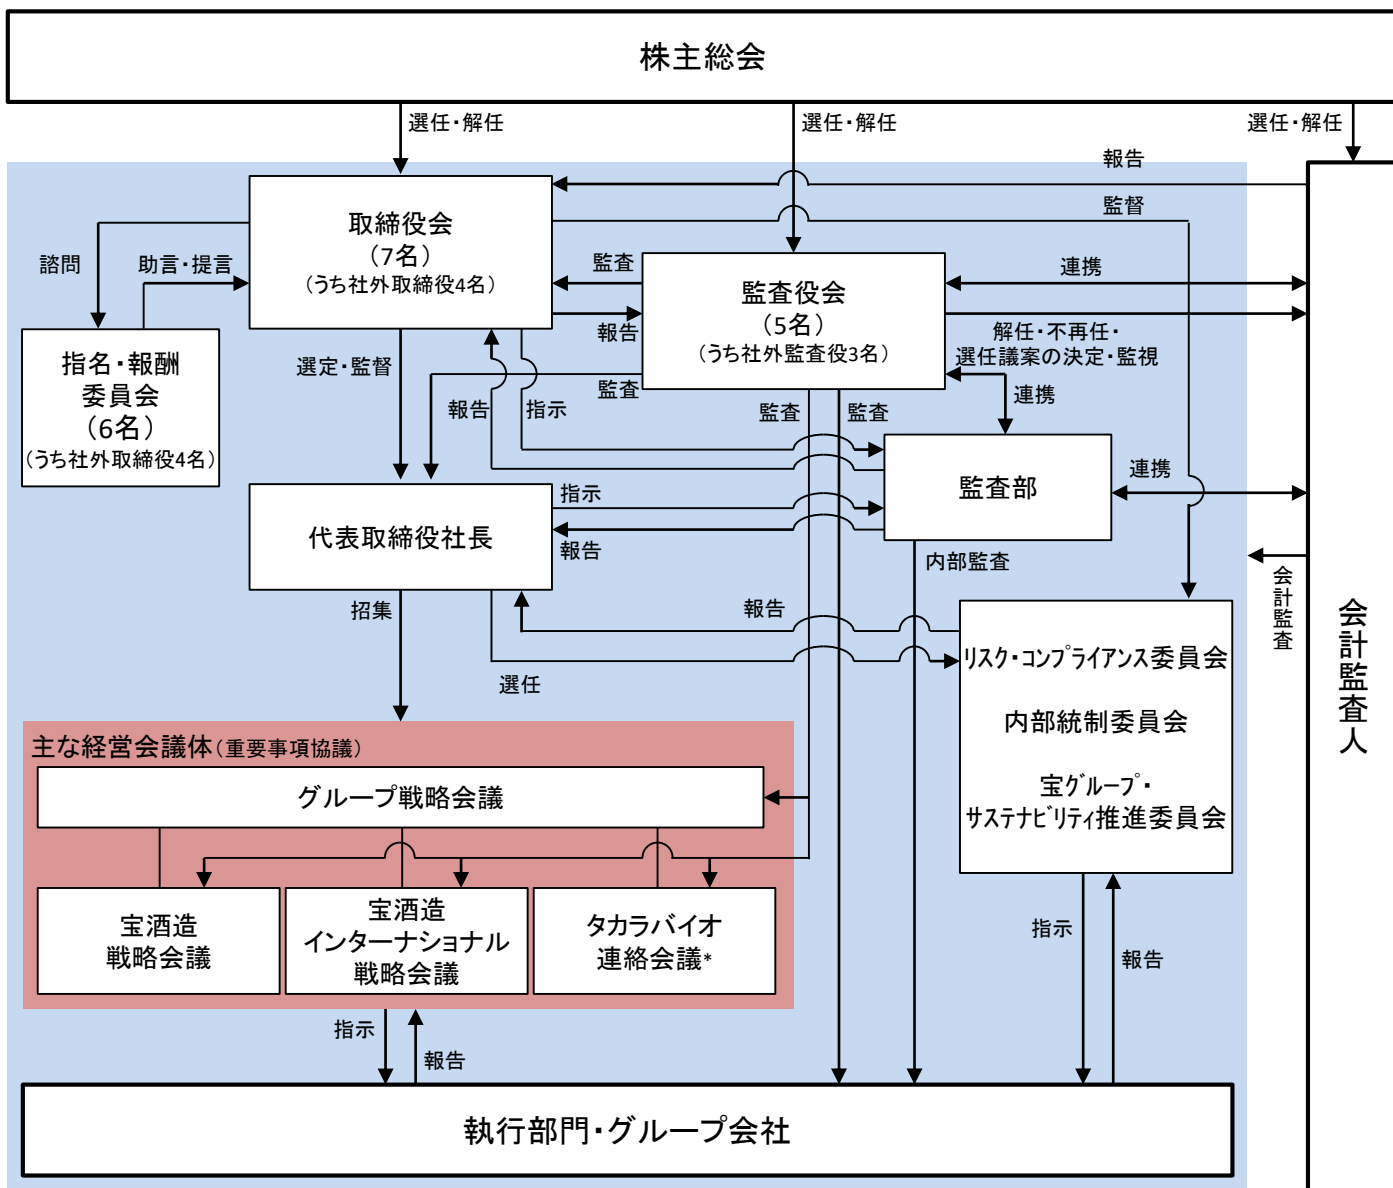 株主総会
選任・解任
選任・解任
選任・解任
報告
監督
取締役会
(7名)
(うち社外取締役4名)
諮問
助言・提言
監査
報告
監査役会
(5名)
(うち社外監査役3名)
連携
解任・不再任・
選任議案の決定・監視
指名・報酬
委員会
(6名)
(うち社外取締役4名)
選定・監督
報告
指示
監査
監査
監査
連携
監査部
連携
代表取締役社長
指示
報告
内部監査
会計監査
会計監査人
招集
報告
選任
リスク・コンプライアンス委員会
内部統制委員会
宝グループ・
サステナビリティ推進委員会
主な経営会議体(重要事項協議)
グループ戦略会議
宝酒造
戦略会議
宝酒造
インターナショナル
戦略会議
タカラバイオ
連絡会議*
指示
報告
指示
報告
執行部門・グループ会社